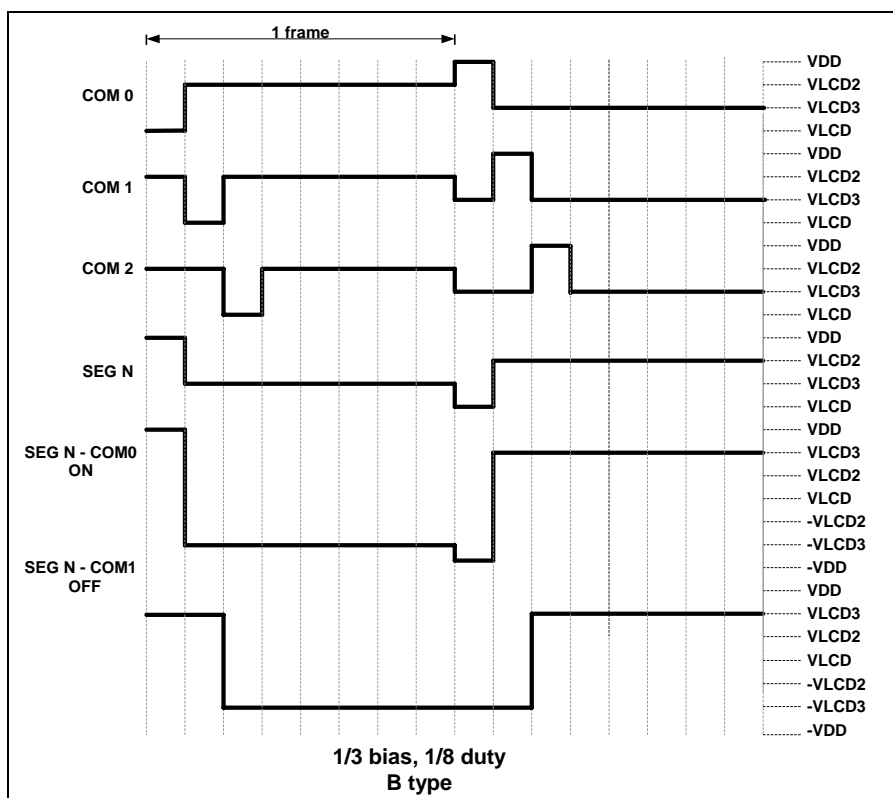 1 frame
COM 0
VDD
VLCD2
VLCD3
VLCD
COM 1
VDD
VLCD2
VLCD3
VLCD
COM 2
VDD
VLCD2
VLCD3
VLCD
SEG N
VDD
VLCD2
VLCD3
VLCD
SEG N - COM0
ON
VDD
VLCD3
VLCD2
VLCD
-VLCD2
-VLCD3
-VDD
SEG N - COM1
OFF
VDD
VLCD3
VLCD2
VLCD
-VLCD2
-VLCD3
-VDD
1/3 bias, 1/8 duty
B type